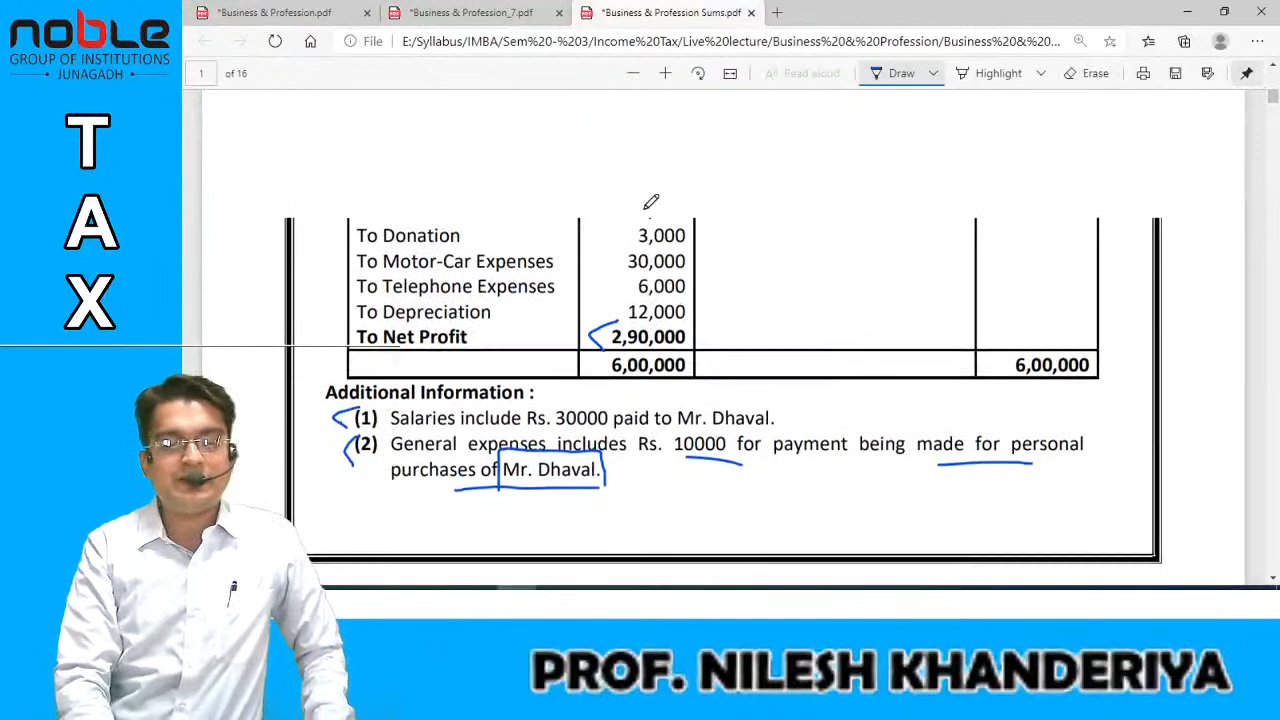 noble
GROUP OF INSTITUTIONS
JUNAGADH
TAX
*Business & Profession.pdf
*Business & Profession_7.pdf
*Business & Profession Sums.pdf
File E:/Syllabus/IMBA/Sem%20-%203/Income%20Tax/Live%20lecture/Business%20&%20Profession/Business%20&%20...
1 of 16
Read aloud
Draw
Highlight
Erase
To Donation 3,000
To Motor-Car Expenses 30,000
To Telephone Expenses 6,000
To Depreciation 12,000
To Net Profit 2,90,000
6,00,000 6,00,000
Additional Information :
(1) Salaries include Rs. 30000 paid to Mr. Dhaval.
(2) General expenses includes Rs. 10000 for payment being made for personal
purchases of Mr. Dhaval.
PROF. NILESH KHANDERIYA